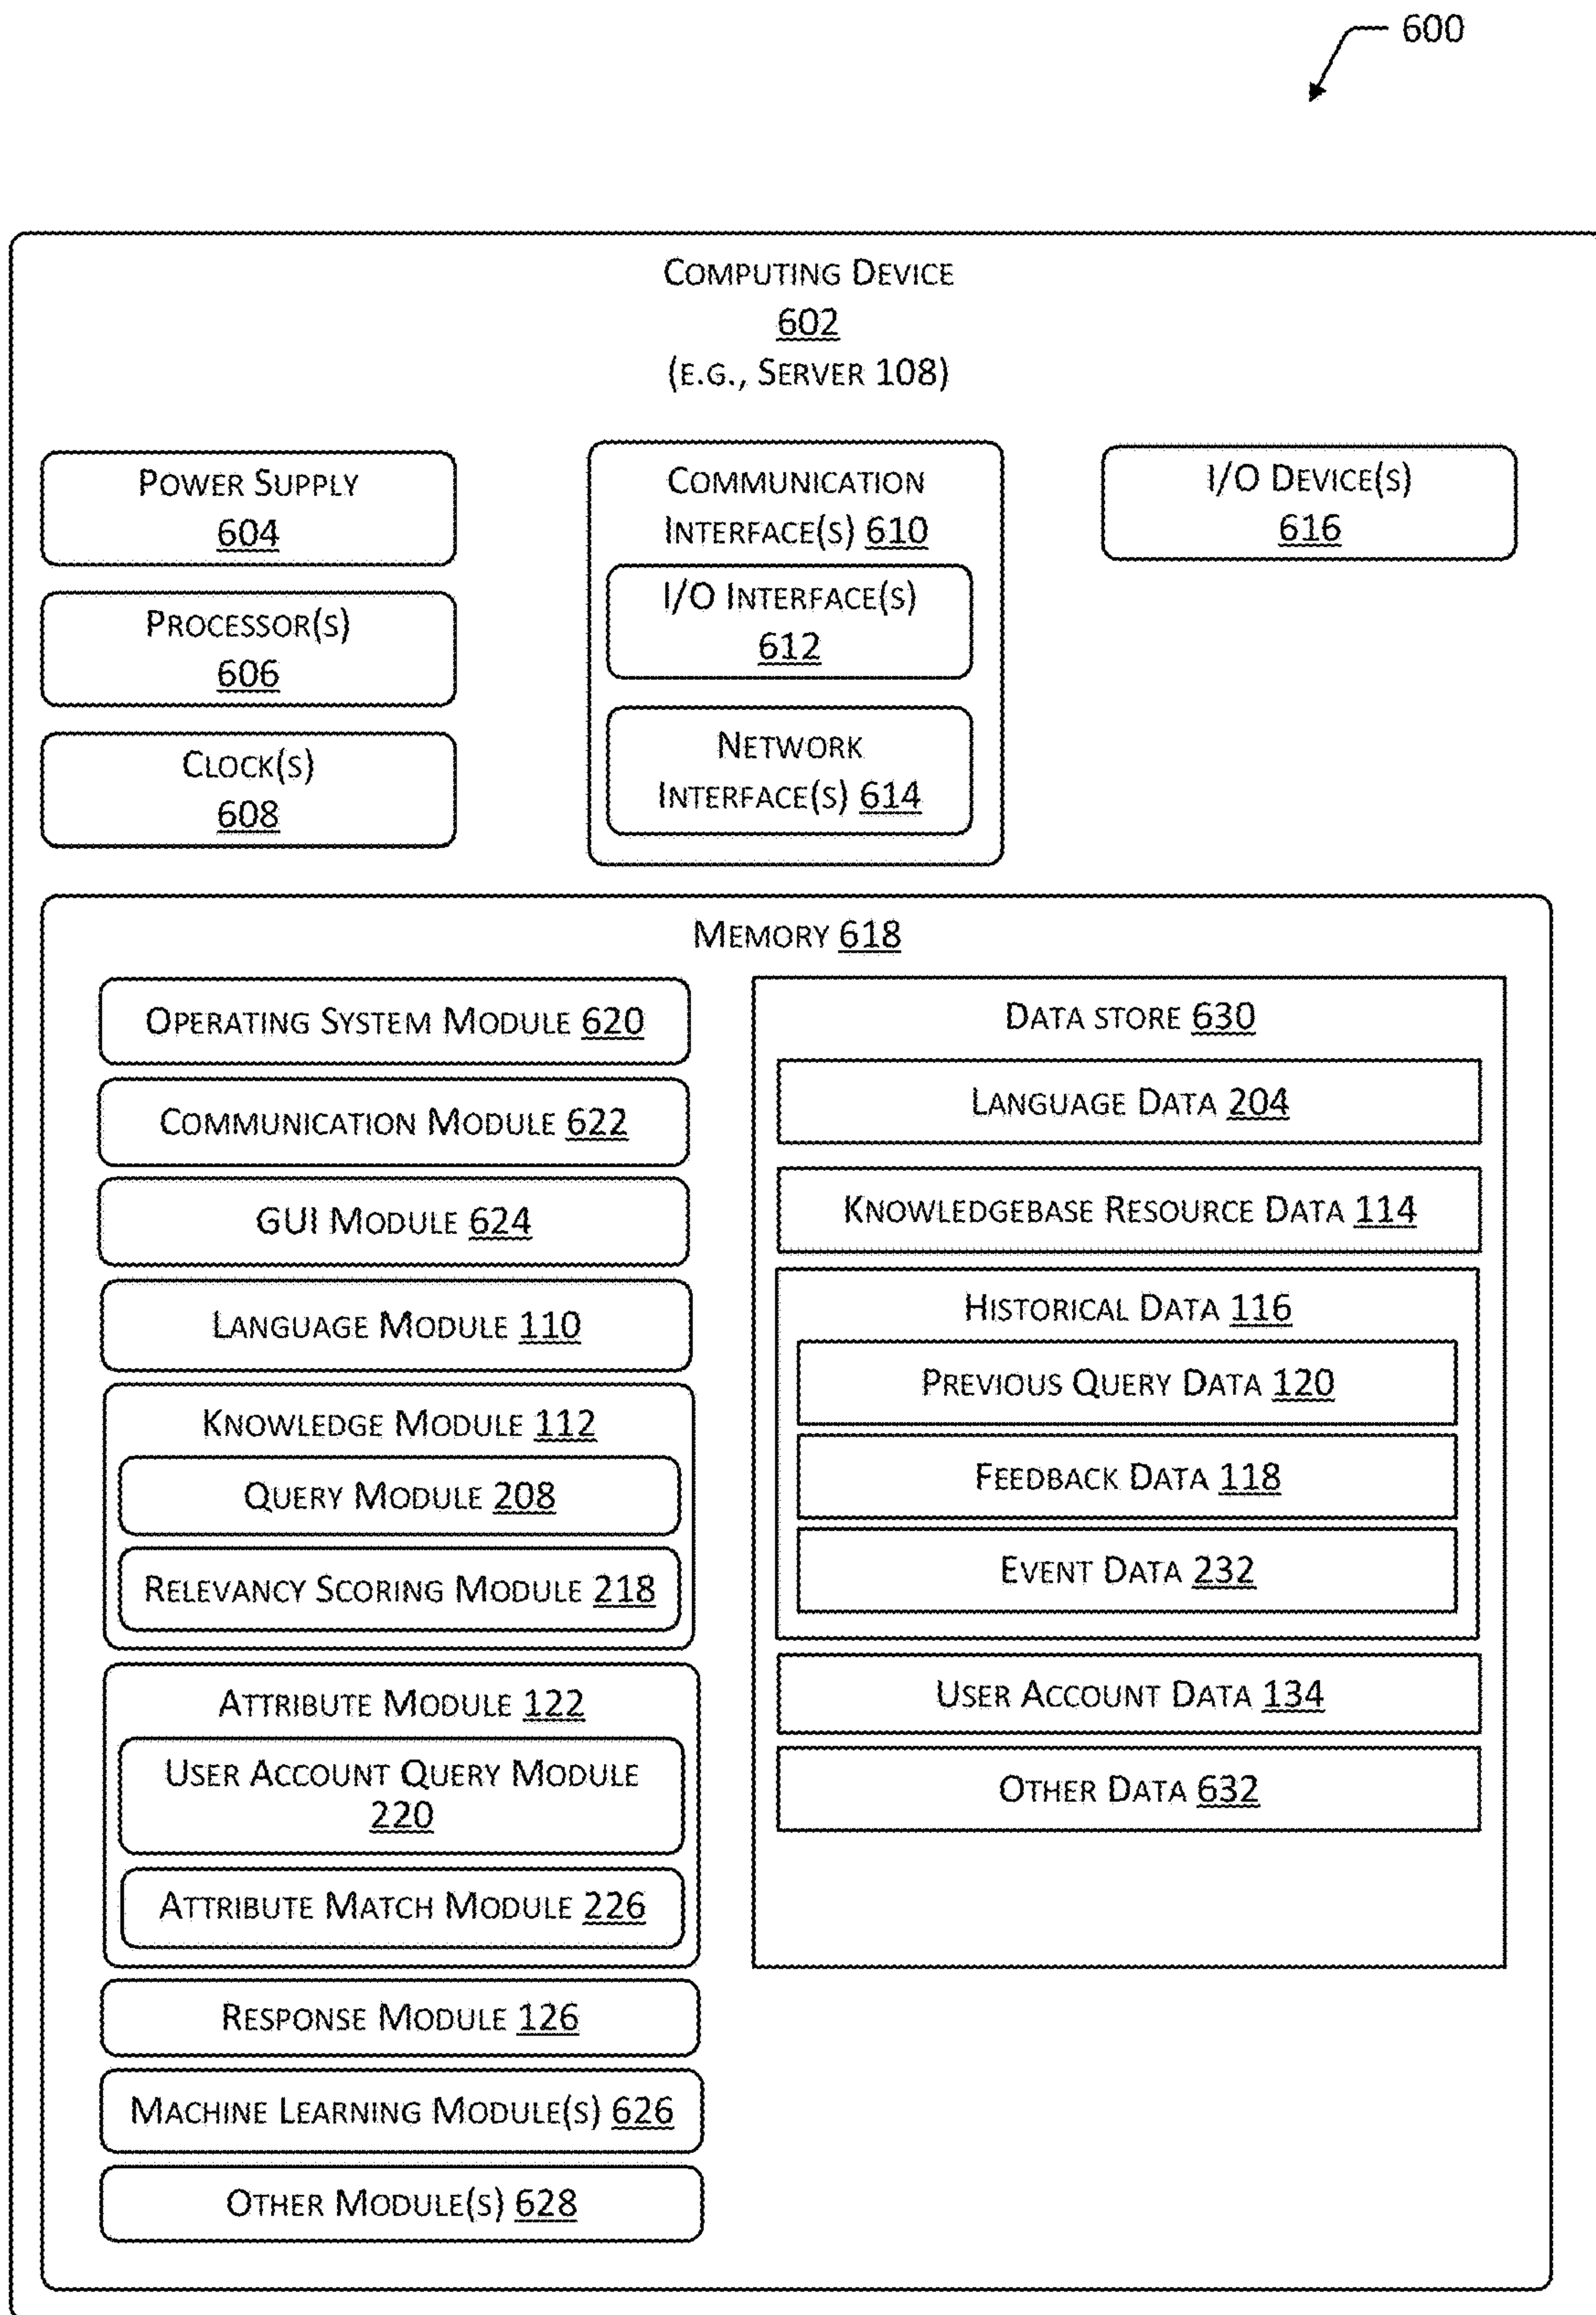 600
COMPUTING DEVICE
602
(E.G., SERVER 108)
POWER SUPPLY
604
PROCESSOR(S)
606
CLOCK(S)
608
COMMUNICATION
INTERFACE(S) 610
I/O INTERFACE(S)
612
NETWORK
INTERFACE(S) 614
I/O DEVICE(S)
616
MEMORY 618
OPERATING SYSTEM MODULE 620
COMMUNICATION MODULE 622
GUI MODULE 624
LANGUAGE MODULE 110
KNOWLEDGE MODULE 112
QUERY MODULE 208
RELEVANCY SCORING MODULE 218
ATTRIBUTE MODULE 122
USER ACCOUNT QUERY MODULE
220
ATTRIBUTE MATCH MODULE 226
RESPONSE MODULE 126
MACHINE LEARNING MODULE(S) 626
OTHER MODULE(S) 628
DATA STORE 630
LANGUAGE DATA 204
KNOWLEDGEBASE RESOURCE DATA 114
HISTORICAL DATA 116
PREVIOUS QUERY DATA 120
FEEDBACK DATA 118
EVENT DATA 232
USER ACCOUNT DATA 134
OTHER DATA 632